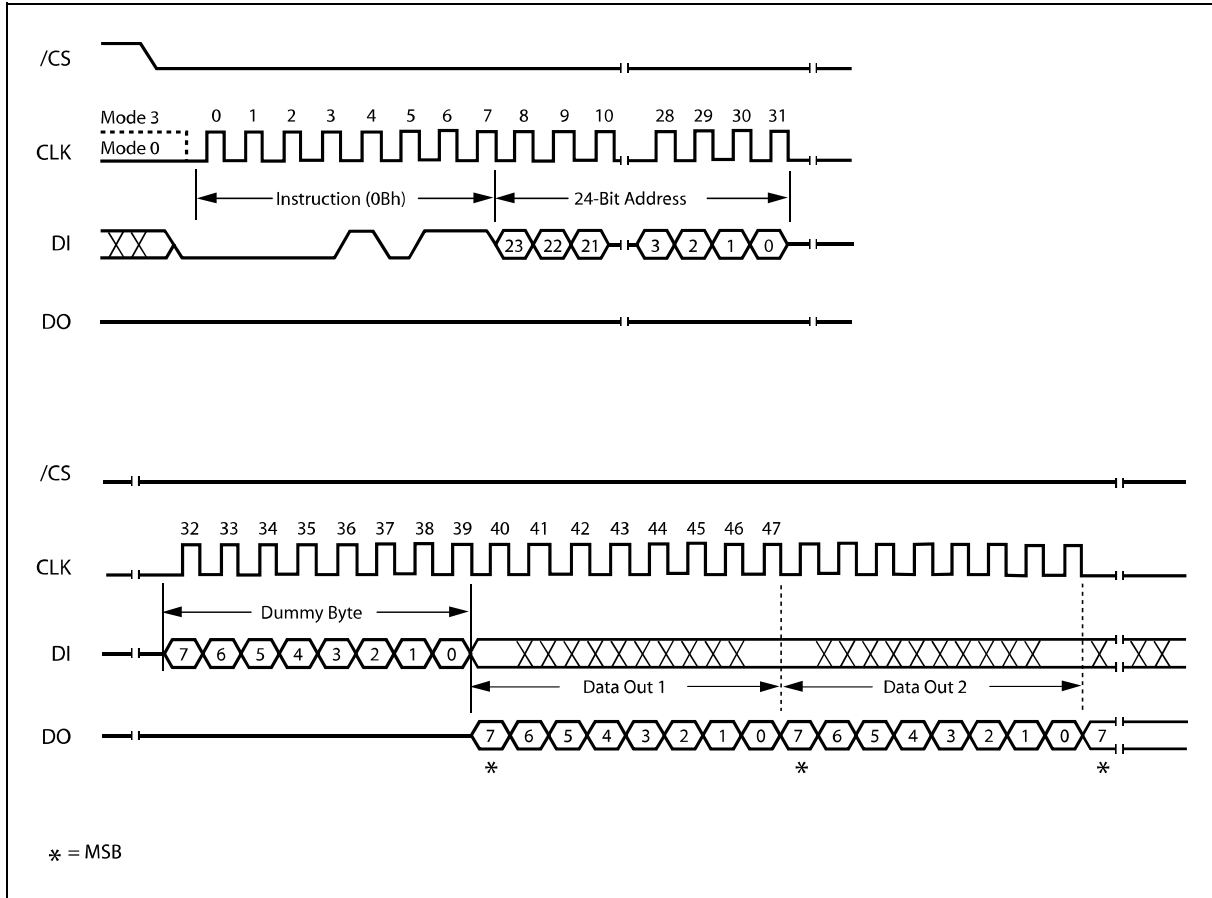 /CS
Mode 3
0 1 2 3 4 5 6 7 8 9 10 28 29 30 31
CLK
Mode 0
Instruction (0Bh) 24-Bit Address
DI 23 22 21 3 2 1 0
DO
/CS
32 33 34 35 36 37 38 39 40 41 42 43 44 45 46 47
CLK
Dummy Byte
DI 7 6 5 4 3 2 1 0
Data Out 1 Data Out 2
DO 7 6 5 4 3 2 1 0 7 6 5 4 3 2 1 0 7
* * *
* = MSB